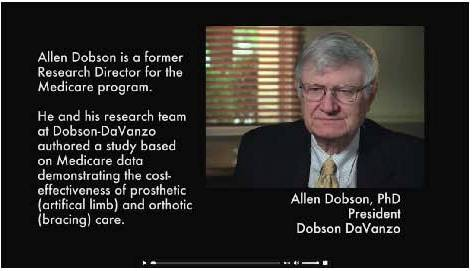 Allen Dobson is a former
Research Director for the
Medicare program.
He and his research team
at Dobson-DaVanzo
authored a study based
on Medicare data
demonstrating the cost-
effectiveness of prosthetic
(artifical limb) and orthotic
(bracing) care.
Allen Dobson, PhD
President
Dobson DaVanzo